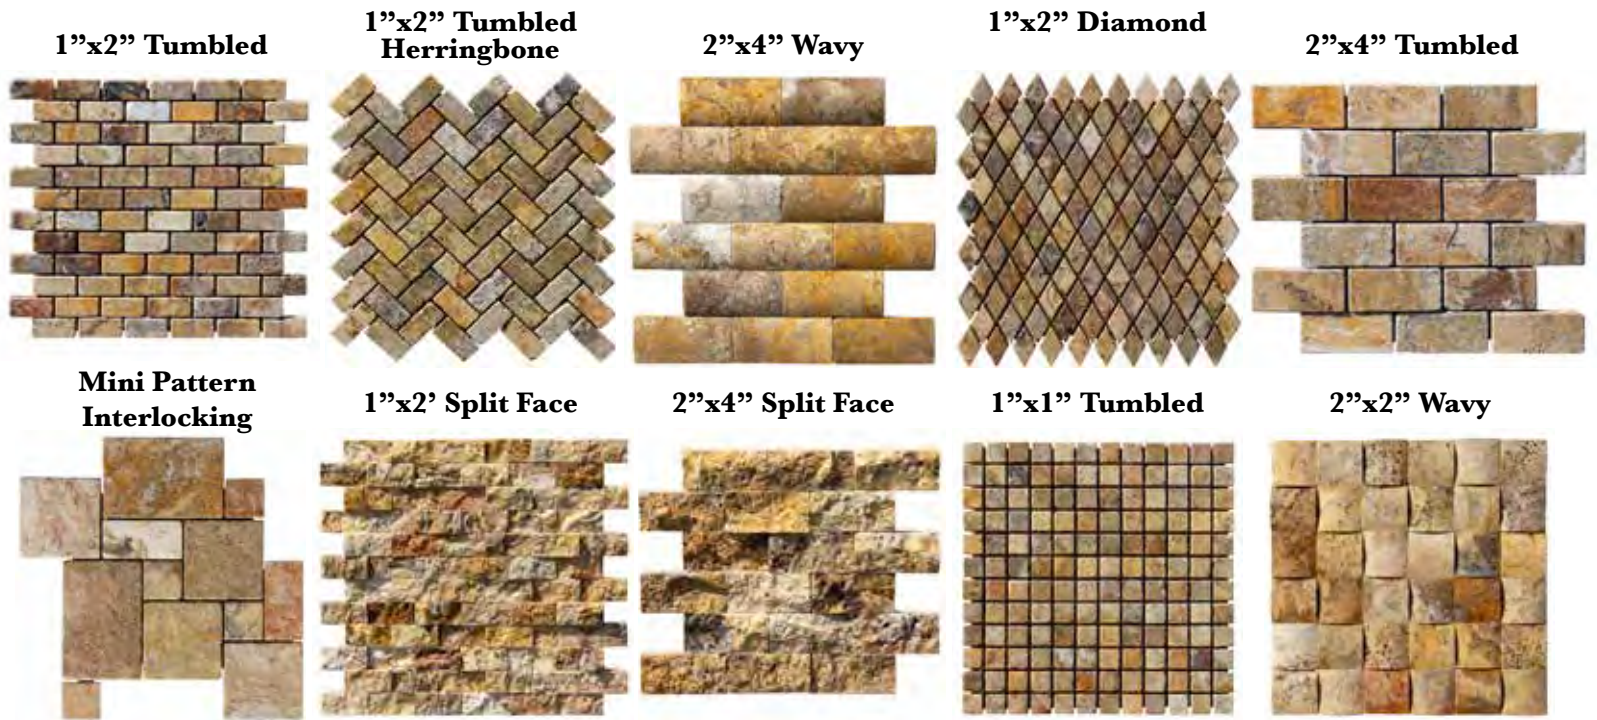 1”x2” Tumbled
1”x2” Tumbled
Herringbone
2”x4” Wavy
1”x2” Diamond
2”x4” Tumbled
Mini Pattern
Interlocking
1”x2’ Split Face
2”x4” Split Face
1”x1” Tumbled
2”x2” Wavy